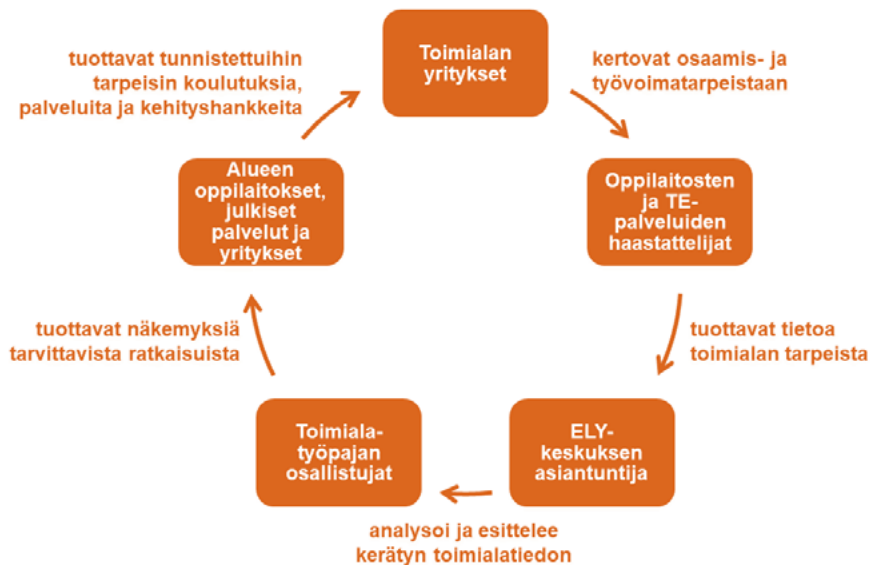 Toimialan
yritykset
kertovat osaamis- ja
työvoimatarpeistaan
Oppilaitosten
ja TE-
palveluiden
haastattelijat
tuottavat tietoa
toimialan tarpeista
ELY-
keskuksen
asiantuntija
analysoi ja esittelee
kerätyn toimialatiedon
Toimiala-
työpajan
osallistujat
tuottavat näkemyksiä
tarvittavista ratkaisuista
Alueen
oppilaitokset,
julkiset
palvelut ja
yritykset
tuottavat tunnistettuihin
tarpeisin koulutuksia,
palveluita ja kehityshankkeita